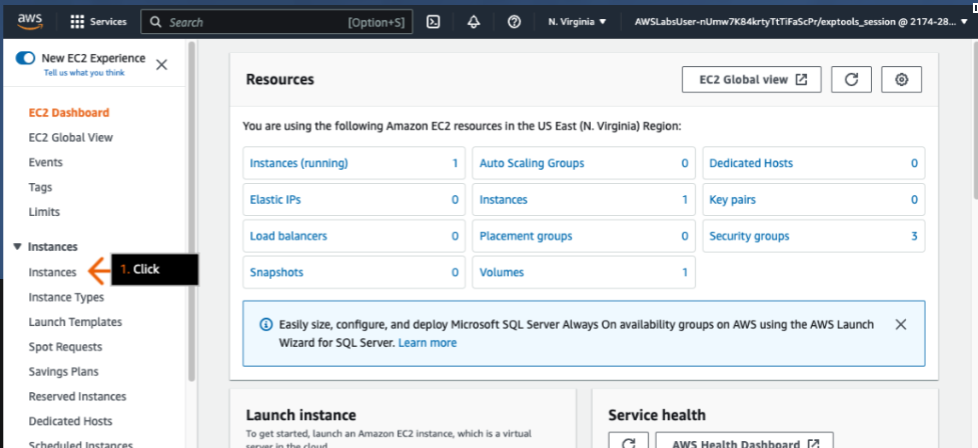 aws
Services
Search
[Option+S]
N. Virginia
AWSLabsUser-nUmw7K84krtyTtTiFaScPr/exptools_session @ 2174-28...
New EC2 Experience
Tell us what you think
EC2 Dashboard
EC2 Global View
Events
Tags
Limits
Instances
Instances
1. Click
Instance Types
Launch Templates
Spot Requests
Savings Plans
Reserved Instances
Dedicated Hosts
Scheduled Instances
Resources
EC2 Global view
You are using the following Amazon EC2 resources in the US East (N. Virginia) Region:
Instances (running) 1
Auto Scaling Groups 0
Dedicated Hosts 0
Elastic IPs 0
Instances 1
Key pairs 0
Load balancers 0
Placement groups 0
Security groups 3
Snapshots 0
Volumes 1
Easily size, configure, and deploy Microsoft SQL Server Always On availability groups on AWS using the AWS Launch
Wizard for SQL Server. Learn more
Launch instance
To get started, launch an Amazon EC2 instance, which is a virtual
server in the cloud.
Service health
AWS Health Dashboard